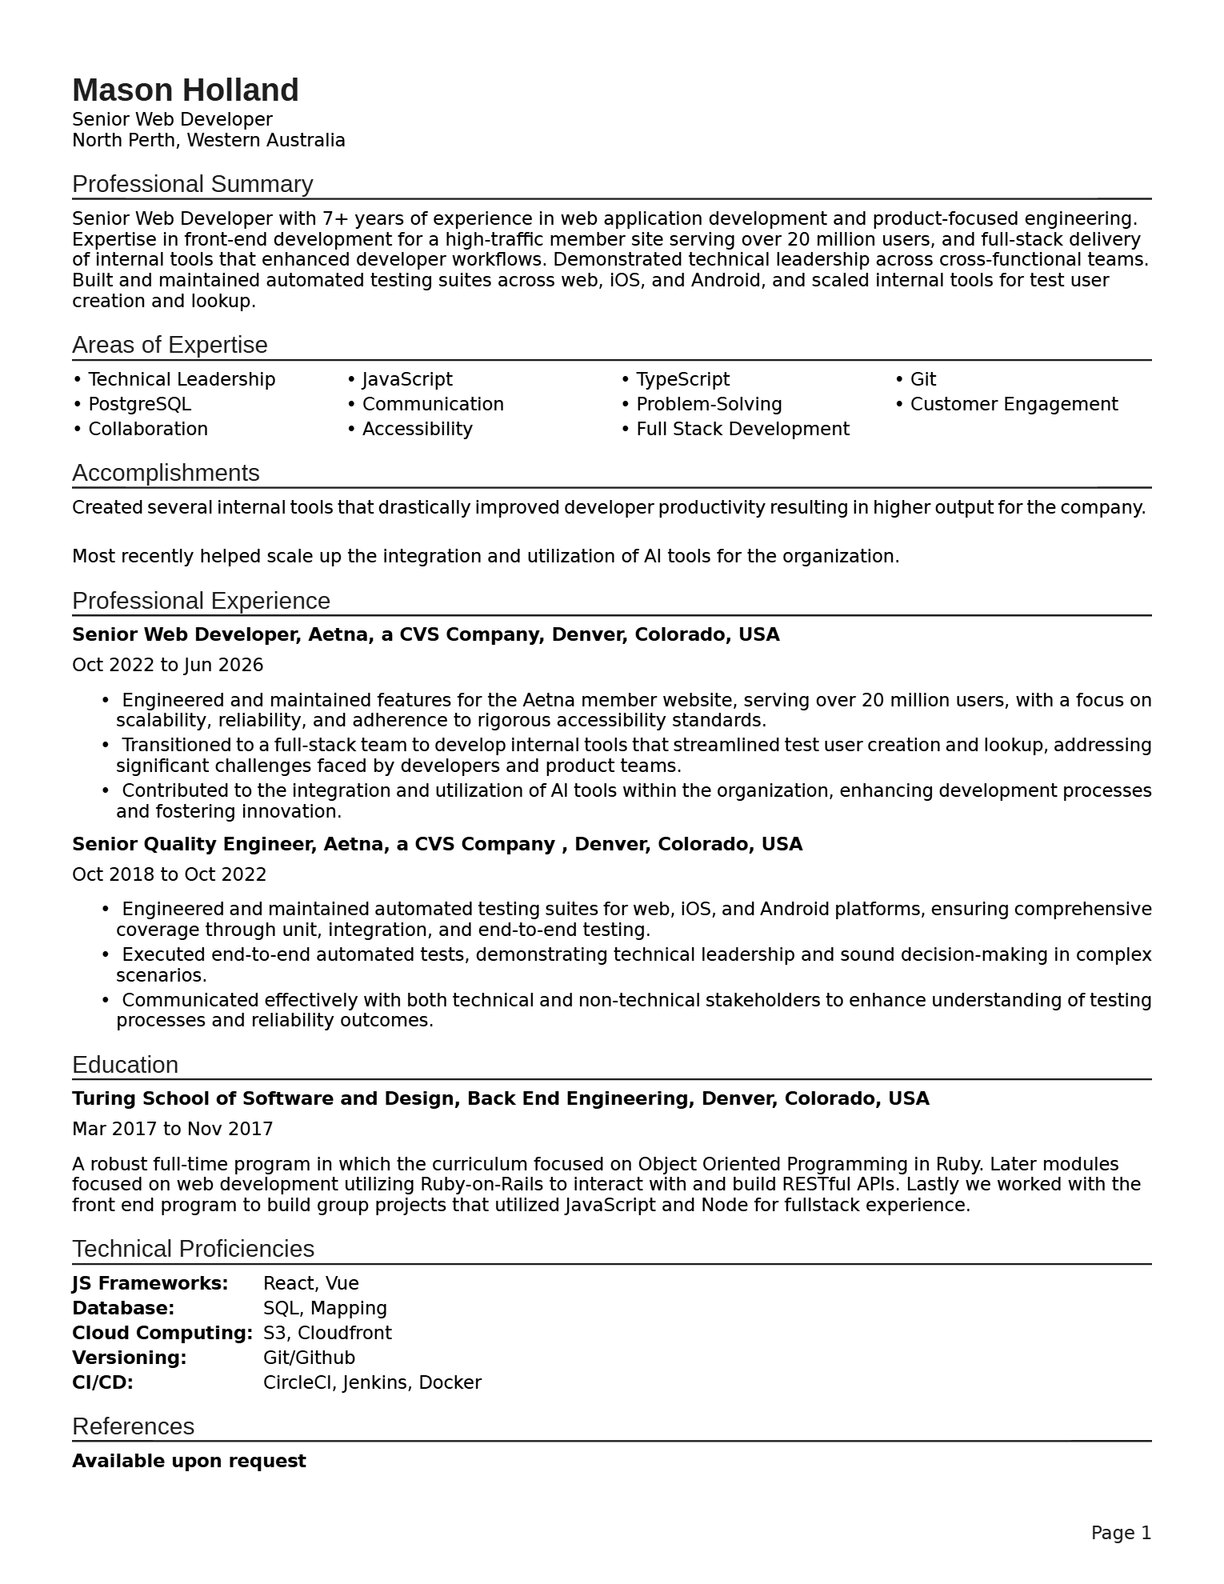 Mason Holland
Senior Web Developer
North Perth, Western Australia
Professional Summary
Senior Web Developer with 7+ years of experience in web application development and product-focused engineering.
Expertise in front-end development for a high-traffic member site serving over 20 million users, and full-stack delivery
of internal tools that enhanced developer workflows. Demonstrated technical leadership across cross-functional teams.
Built and maintained automated testing suites across web, iOS, and Android, and scaled internal tools for test user
creation and lookup.
Areas of Expertise
• Technical Leadership • JavaScript • TypeScript • Git
• PostgreSQL • Communication • Problem-Solving • Customer Engagement
• Collaboration • Accessibility • Full Stack Development
Accomplishments
Created several internal tools that drastically improved developer productivity resulting in higher output for the company.
Most recently helped scale up the integration and utilization of AI tools for the organization.
Professional Experience
Senior Web Developer, Aetna, a CVS Company, Denver, Colorado, USA
Oct 2022 to Jun 2026
• Engineered and maintained features for the Aetna member website, serving over 20 million users, with a focus on
scalability, reliability, and adherence to rigorous accessibility standards.
• Transitioned to a full-stack team to develop internal tools that streamlined test user creation and lookup, addressing
significant challenges faced by developers and product teams.
• Contributed to the integration and utilization of AI tools within the organization, enhancing development processes
and fostering innovation.
Senior Quality Engineer, Aetna, a CVS Company , Denver, Colorado, USA
Oct 2018 to Oct 2022
• Engineered and maintained automated testing suites for web, iOS, and Android platforms, ensuring comprehensive
coverage through unit, integration, and end-to-end testing.
• Executed end-to-end automated tests, demonstrating technical leadership and sound decision-making in complex
scenarios.
• Communicated effectively with both technical and non-technical stakeholders to enhance understanding of testing
processes and reliability outcomes.
Education
Turing School of Software and Design, Back End Engineering, Denver, Colorado, USA
Mar 2017 to Nov 2017
A robust full-time program in which the curriculum focused on Object Oriented Programming in Ruby. Later modules
focused on web development utilizing Ruby-on-Rails to interact with and build RESTful APIs. Lastly we worked with the
front end program to build group projects that utilized JavaScript and Node for fullstack experience.
Technical Proficiencies
JS Frameworks: React, Vue
Database: SQL, Mapping
Cloud Computing: S3, Cloudfront
Versioning: Git/Github
CI/CD: CircleCI, Jenkins, Docker
References
Available upon request
Page 1